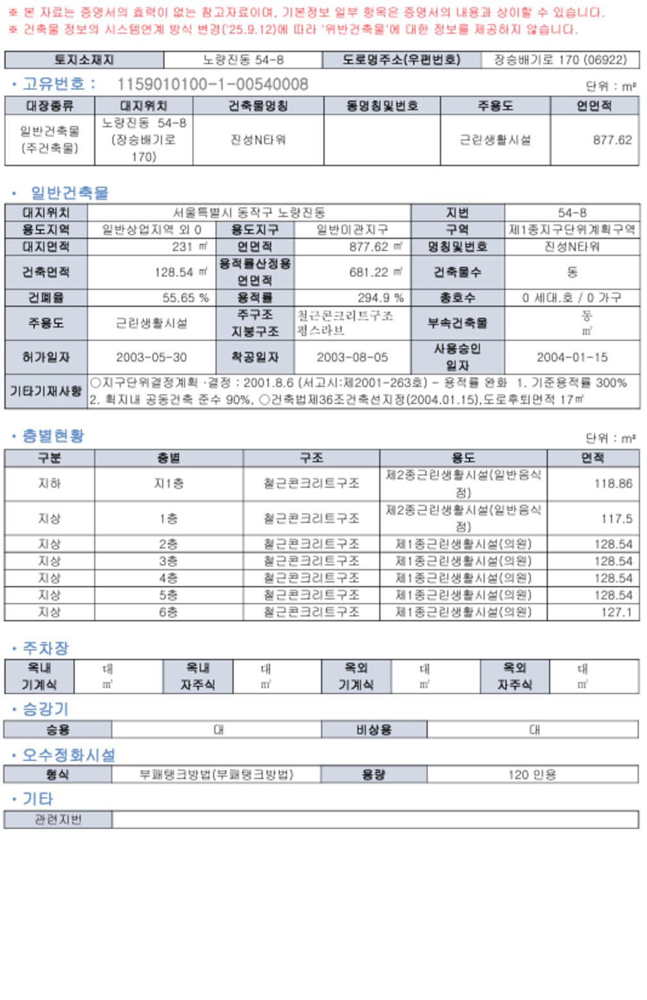 ※ 본 자료는 증명서의 효력이 없는 참고자료이며, 기본정보 일부 항목은 증명서의 내용과 상이할 수 있습니다.
※ 건축물 정보의 시스템연계 방식 변경('25.9.12)에 따라 '위반건축물'에 대한 정보를 제공하지 않습니다.
토지소재지 노량진동 54-8 도로명주소(우편번호) 장승배기로 170 (06922)
• 고유번호 : 1159010100-1-00540008 단위 : m²
대장종류 대지위치 건축물명칭 동명칭및번호 주용도 연면적
일반건축물 (주건축물) 노량진동 54-8 (장승배기로 170) 진성N타워 근린생활시설 877.62
• 일반건축물
대지위치 서울특별시 동작구 노량진동 지번 54-8
용도지역 일반상업지역 외 0 용도지구 일반미관지구 구역 제1종지구단위계획구역
대지면적 231 ㎡ 연면적 877.62 ㎡ 명칭및번호 진성N타워
건축면적 128.54 ㎡ 용적률산정용 연면적 681.22 ㎡ 건축물수 동
건폐율 55.65 % 용적률 294.9 % 총호수 0 세대.호 / 0 가구
주용도 근린생활시설 주구조 지붕구조 철근콘크리트구조 평스라브 부속건축물 동 ㎡
허가일자 2003-05-30 착공일자 2003-08-05 사용승인 일자 2004-01-15
기타기재사항 ○지구단위결정계획 ·결정 : 2001.8.6 (서고시:제2001-263호) - 용적률 완화 1. 기준용적률 300%
2. 획지내 공동건축 준수 90%, ○건축법제36조건축선지정(2004.01.15),도로후퇴면적 17㎡
• 층별현황 단위 : m²
구분 층별 구조 용도 면적
지하 지1층 철근콘크리트구조 제2종근린생활시설(일반음식점) 118.86
지상 1층 철근콘크리트구조 제2종근린생활시설(일반음식점) 117.5
지상 2층 철근콘크리트구조 제1종근린생활시설(의원) 128.54
지상 3층 철근콘크리트구조 제1종근린생활시설(의원) 128.54
지상 4층 철근콘크리트구조 제1종근린생활시설(의원) 128.54
지상 5층 철근콘크리트구조 제1종근린생활시설(의원) 128.54
지상 6층 철근콘크리트구조 제1종근린생활시설(의원) 127.1
• 주차장
옥내 기계식 대 ㎡ 옥내 자주식 대 ㎡ 옥외 기계식 대 ㎡ 옥외 자주식 대 ㎡
• 승강기
승용 대 비상용 대
• 오수정화시설
형식 부패탱크방법(부패탱크방법) 용량 120 인용
• 기타
관련지번